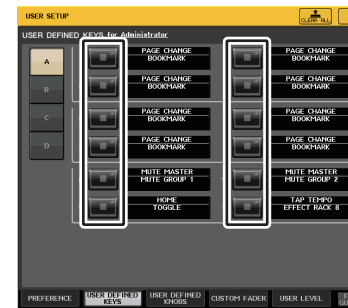 USER SETUP
CLEAR ALL
USER DEFINED KEYS for Administrator
A
PAGE CHANGE
BOOKMARK
PAGE CHANGE
BOOKMARK
B
PAGE CHANGE
BOOKMARK
PAGE CHANGE
BOOKMARK
C
PAGE CHANGE
BOOKMARK
PAGE CHANGE
BOOKMARK
D
PAGE CHANGE
BOOKMARK
PAGE CHANGE
BOOKMARK
MUTE MASTER
MUTE GROUP 1
MUTE MASTER
MUTE GROUP 2
HOME
TOGGLE
TAP TEMPO
EFFECT RACK 8
PREFERENCE
USER DEFINED
KEYS
USER DEFINED
KNOBS
CUSTOM FADER
USER LEVEL